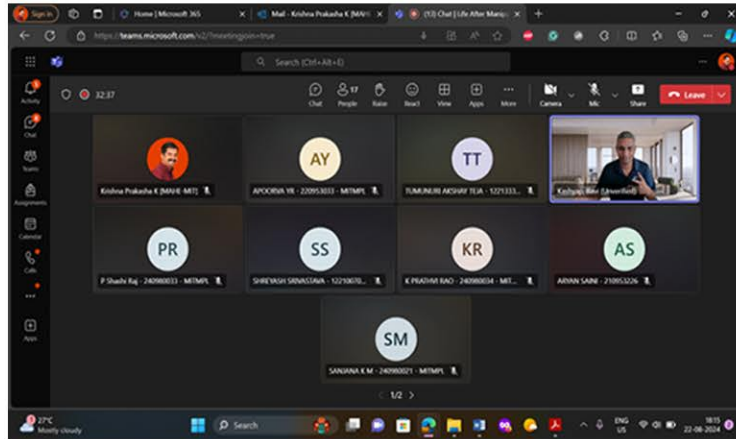 Sign in
Home | Microsoft 365
Mail - Krishna Prakasha K [MAHE-
(13) Chat | Life After Manip
https://teams.microsoft.com/v2/?meetingjoin=true
Search (Ctrl+Alt+E)
32:37
Chat
17
People
Raise
React
View
Apps
More
Camera
Mic
Share
Leave
Activity
Chat
Teams
Assignments
Calendar
Calls
Apps
Krishna Prakasha K [MAHE-MIT]
AY
APOORVA YR - 220953033 - MITMPL
TT
TUMUNURI AKSHAY TEJA - 1221333...
Kashyap, Ravi (Unverified)
PR
P Shashi Raj - 240980033 - MITMPL
SS
SHREYASH SRIVASTAVA - 12210070...
KR
K PRATHVI RAO - 240980034 - MIT...
AS
ARYAN SAINI - 210953226
SM
SANJANA K M - 240980021 - MITMPL
1/2
27°C
Mostly cloudy
Search
ENG
US
18:15
22-08-2024